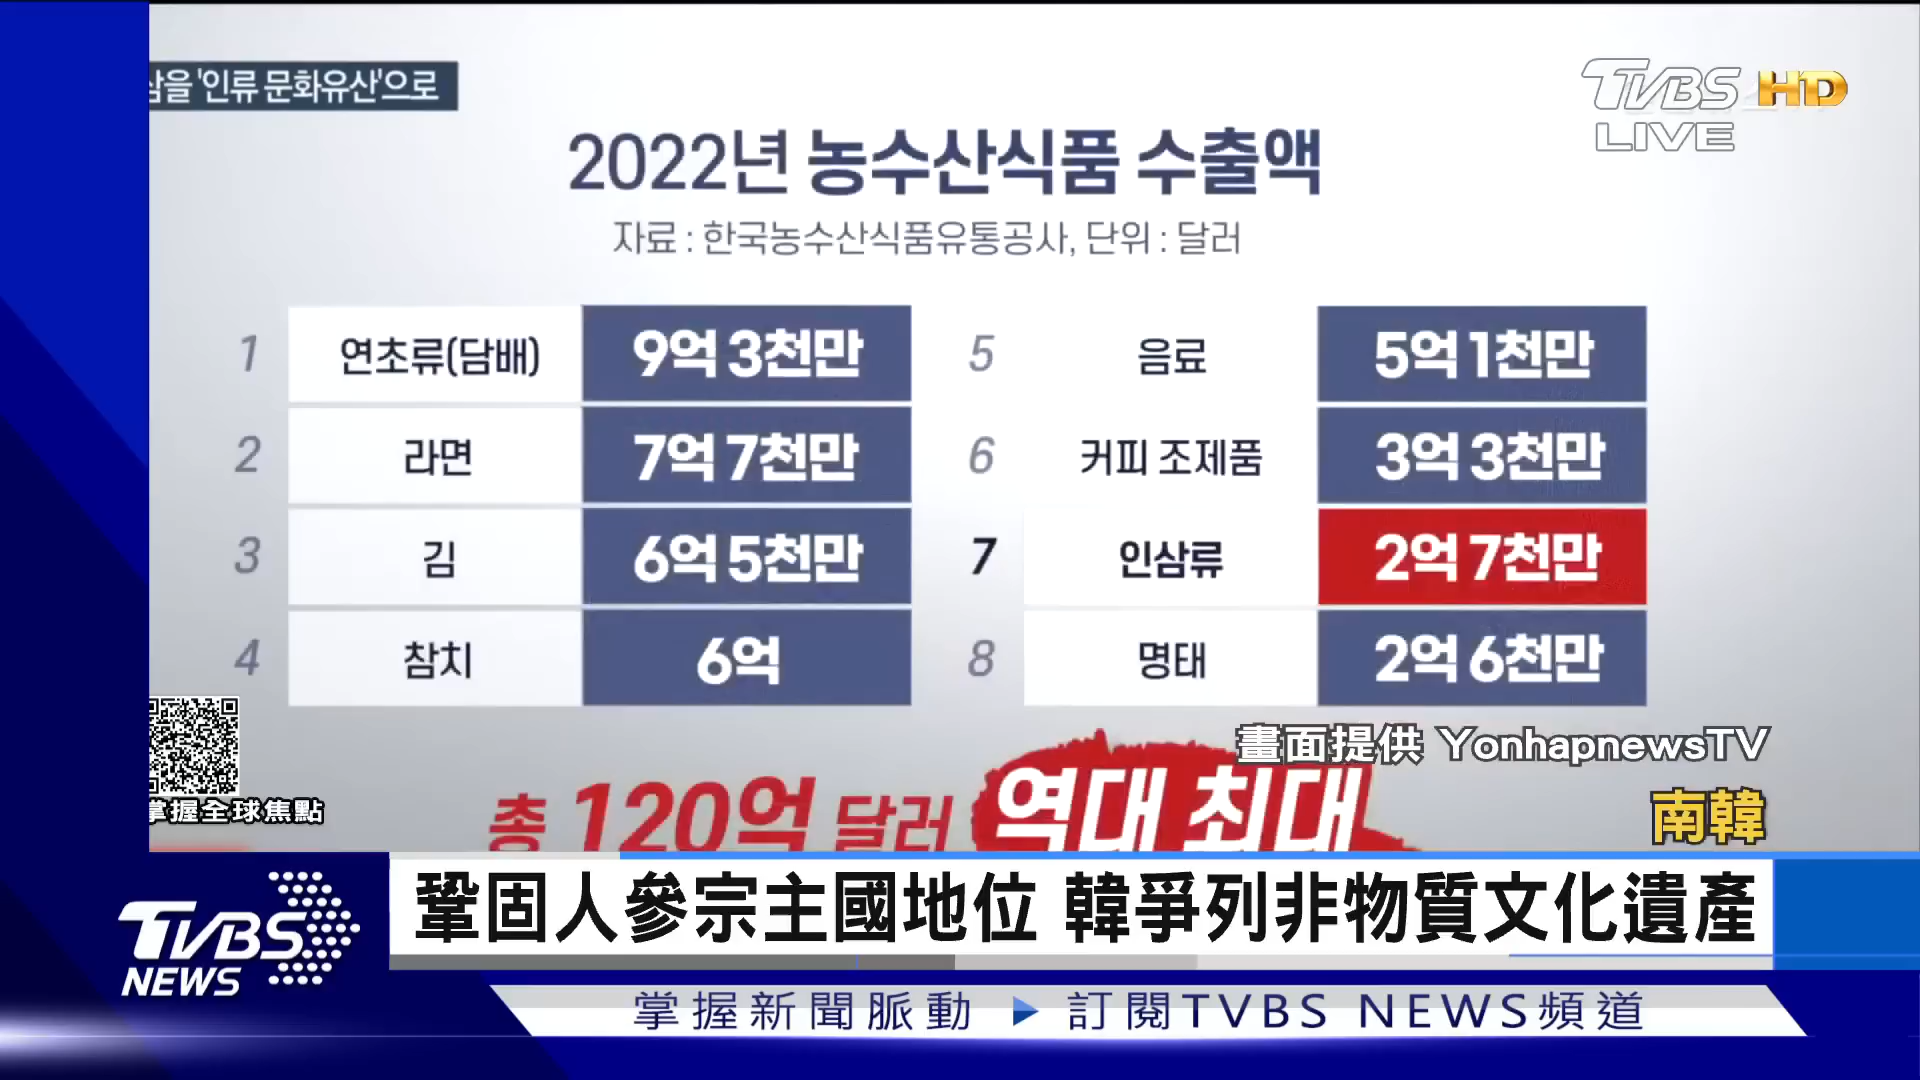 삼을 '인류 문화유산'으로
TVBS HD
LIVE
2022년 농수산식품 수출액
자료 : 한국농수산식품유통공사, 단위 : 달러
1 연초류(담배) 9억 3천만
2 라면 7억 7천만
3 김 6억 5천만
4 참치 6억
5 음료 5억 1천만
6 커피 조제품 3억 3천만
7 인삼류 2억 7천만
8 명태 2억 6천만
畫面提供 YonhapnewsTV
총 120억 달러 역대 최대
南韓
掌握全球焦點
鞏固人參宗主國地位 韓爭列非物質文化遺產
TVBS
NEWS
掌握新聞脈動 ▶ 訂閱TVBS NEWS頻道